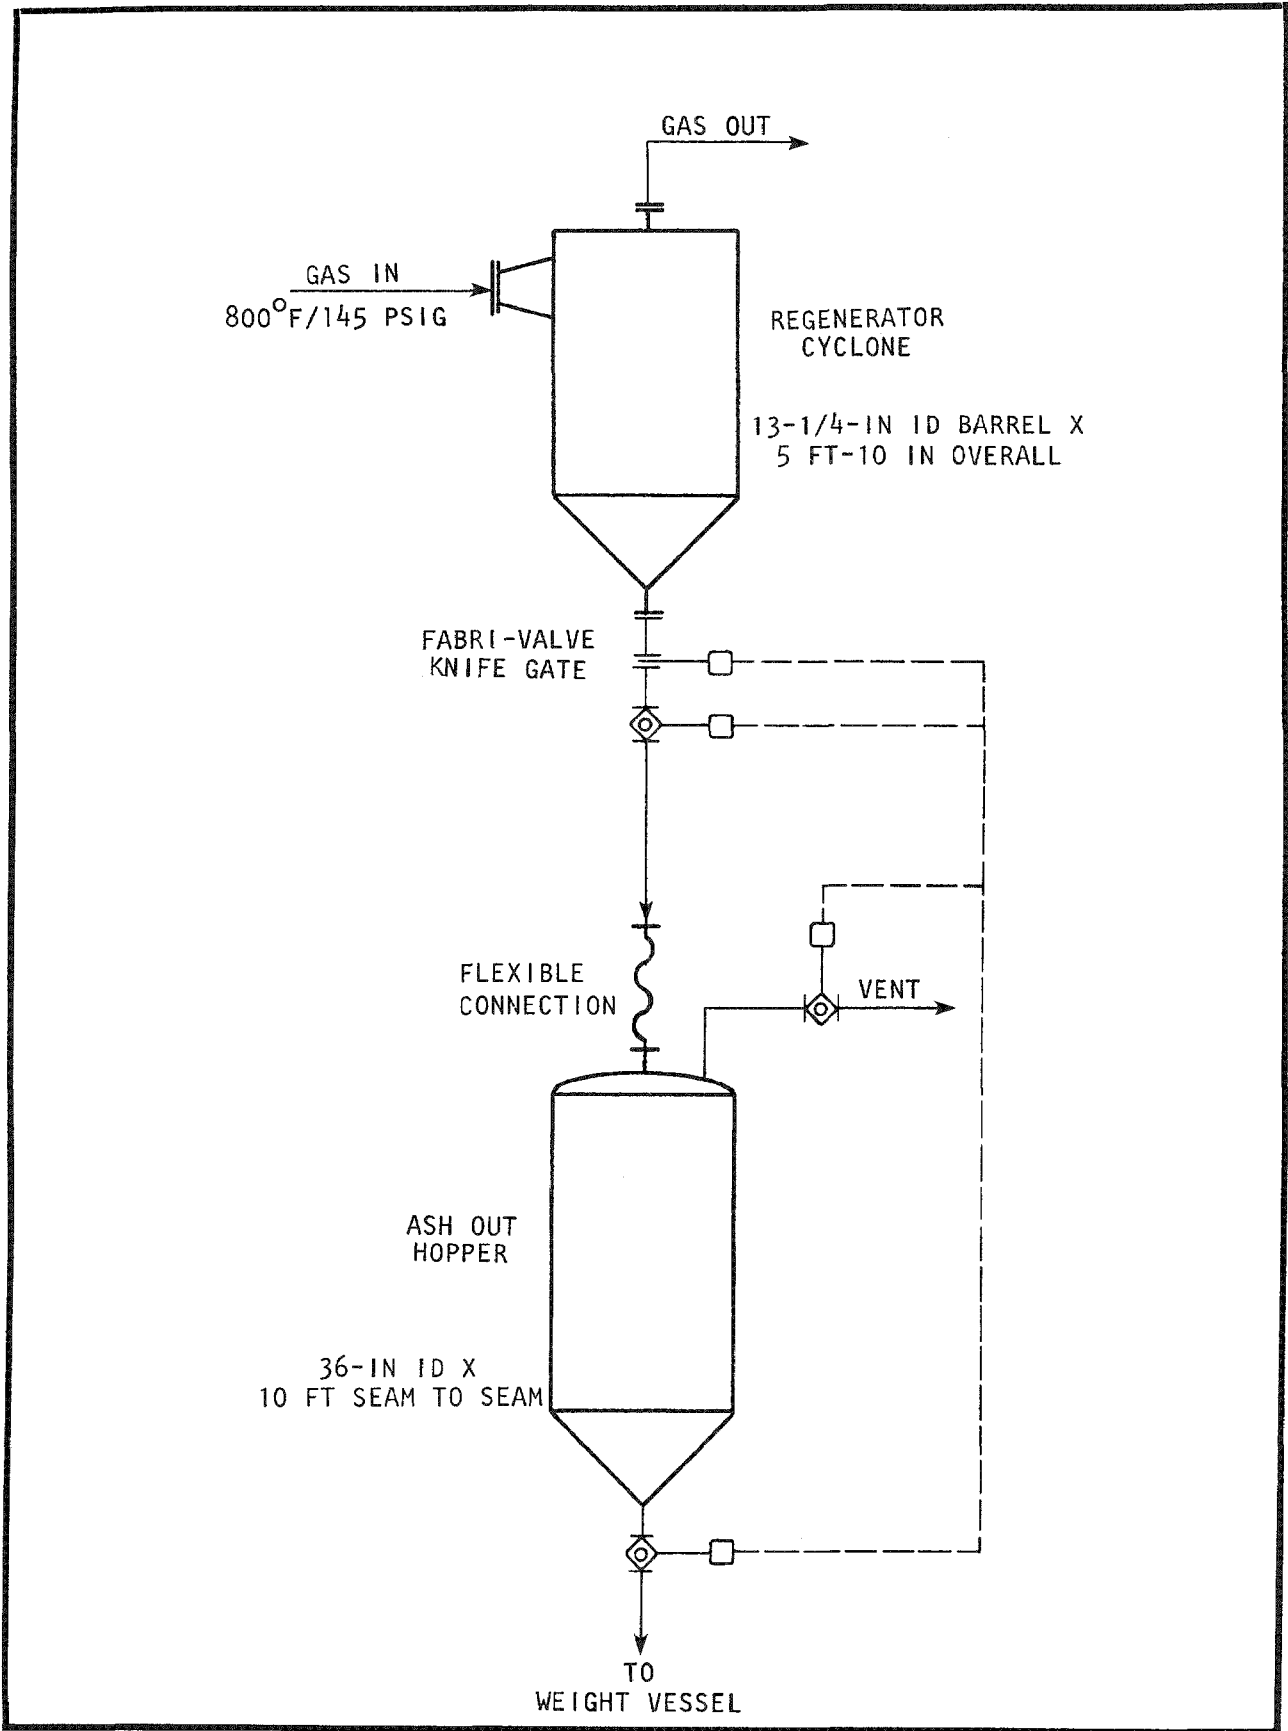 GAS OUT
GAS IN
800°F/145 PSIG
REGENERATOR
CYCLONE
13-1/4-IN ID BARREL X
5 FT-10 IN OVERALL
FABRI-VALVE
KNIFE GATE
FLEXIBLE
CONNECTION
VENT
ASH OUT
HOPPER
36-IN ID X
10 FT SEAM TO SEAM
TO
WEIGHT VESSEL